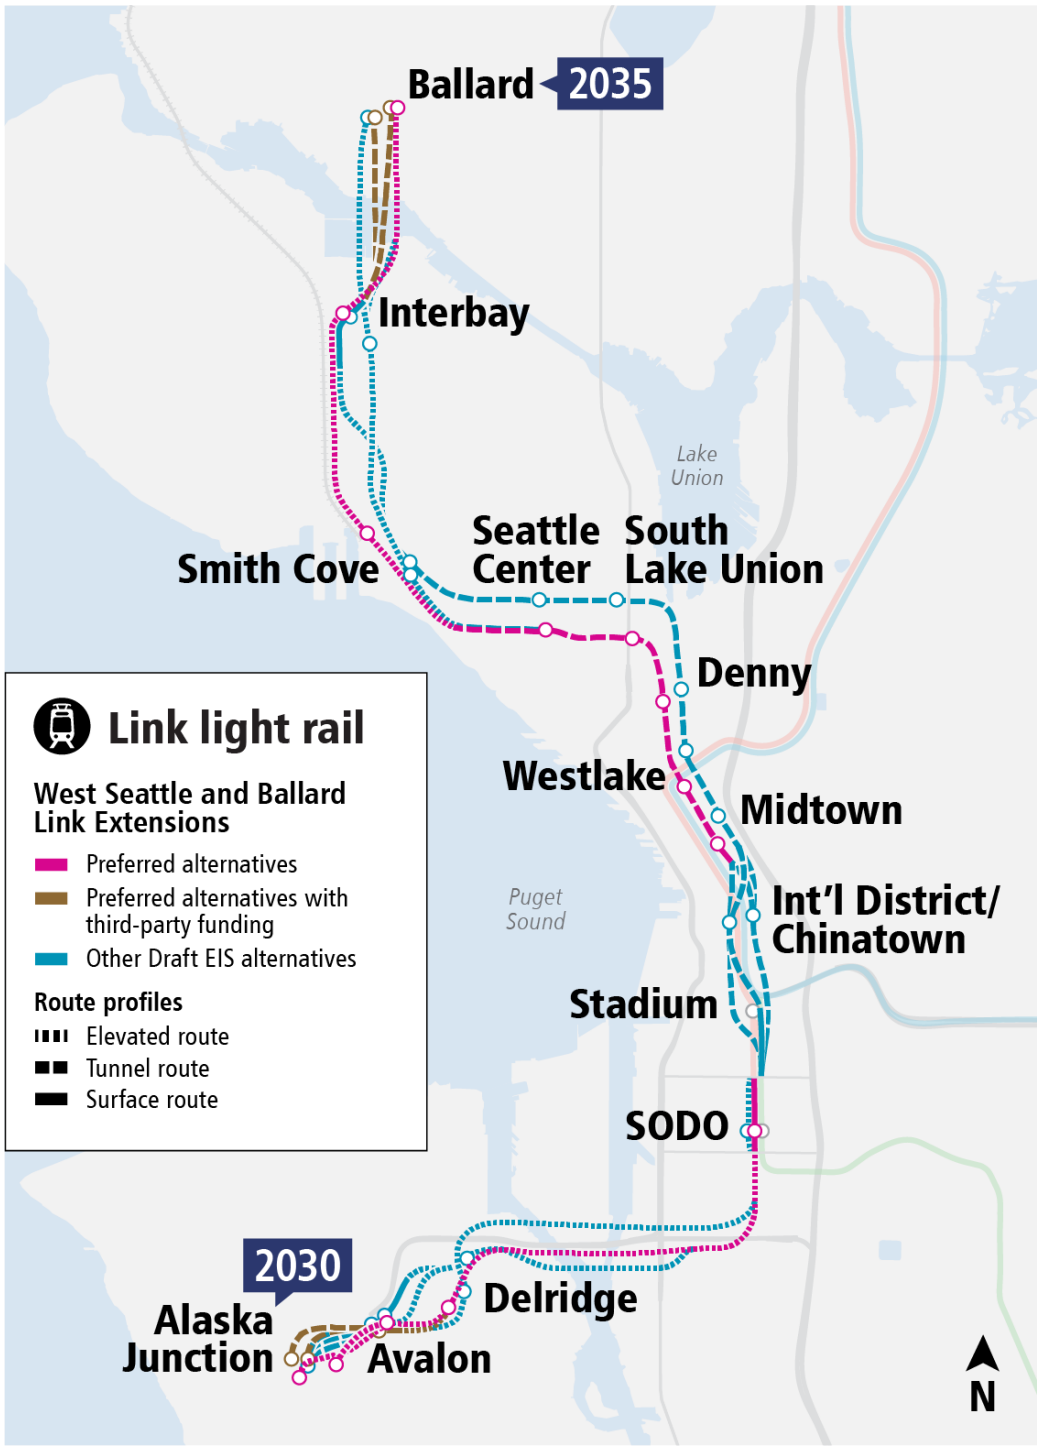 Ballard
2035
Interbay
Lake
Union
Seattle
Center
South
Lake Union
Smith Cove
Denny
Westlake
Midtown
Puget
Sound
Int’l District/
Chinatown
Stadium
SODO
Link light rail
West Seattle and Ballard
Link Extensions
Preferred alternatives
Preferred alternatives with
third-party funding
Other Draft EIS alternatives
Route profiles
Elevated route
Tunnel route
Surface route
2030
Alaska
Junction
Delridge
Avalon
N